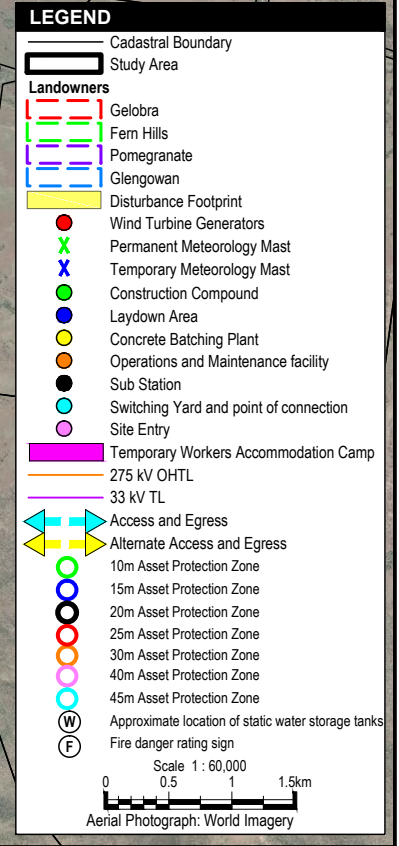 LEGEND
Cadastral Boundary
Study Area
Landowners
Gelobra
Fern Hills
Pomegranate
Glengowan
Disturbance Footprint
Wind Turbine Generators
X Permanent Meteorology Mast
X Temporary Meteorology Mast
Construction Compound
Laydown Area
Concrete Batching Plant
Operations and Maintenance facility
Sub Station
Switching Yard and point of connection
Site Entry
Temporary Workers Accommodation Camp
275 kV OHTL
33 kV TL
Access and Egress
Alternate Access and Egress
10m Asset Protection Zone
15m Asset Protection Zone
20m Asset Protection Zone
25m Asset Protection Zone
30m Asset Protection Zone
40m Asset Protection Zone
45m Asset Protection Zone
W Approximate location of static water storage tanks
F Fire danger rating sign
Scale 1 : 60,000
0 0.5 1 1.5km
Aerial Photograph: World Imagery